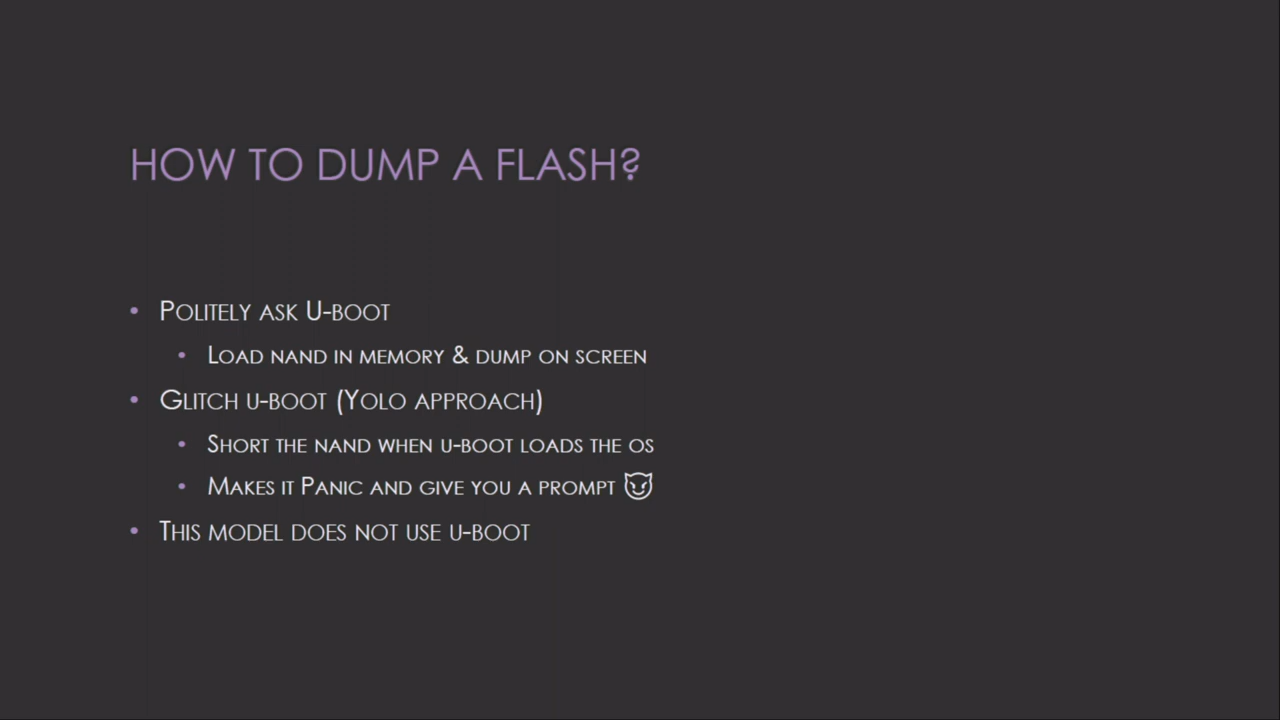 HOW TO DUMP A FLASH?
• POLITELY ASK U-BOOT
• LOAD NAND IN MEMORY & DUMP ON SCREEN
• GLITCH U-BOOT (YOLO APPROACH)
• SHORT THE NAND WHEN U-BOOT LOADS THE OS
• MAKES IT PANIC AND GIVE YOU A PROMPT 😈
• THIS MODEL DOES NOT USE U-BOOT